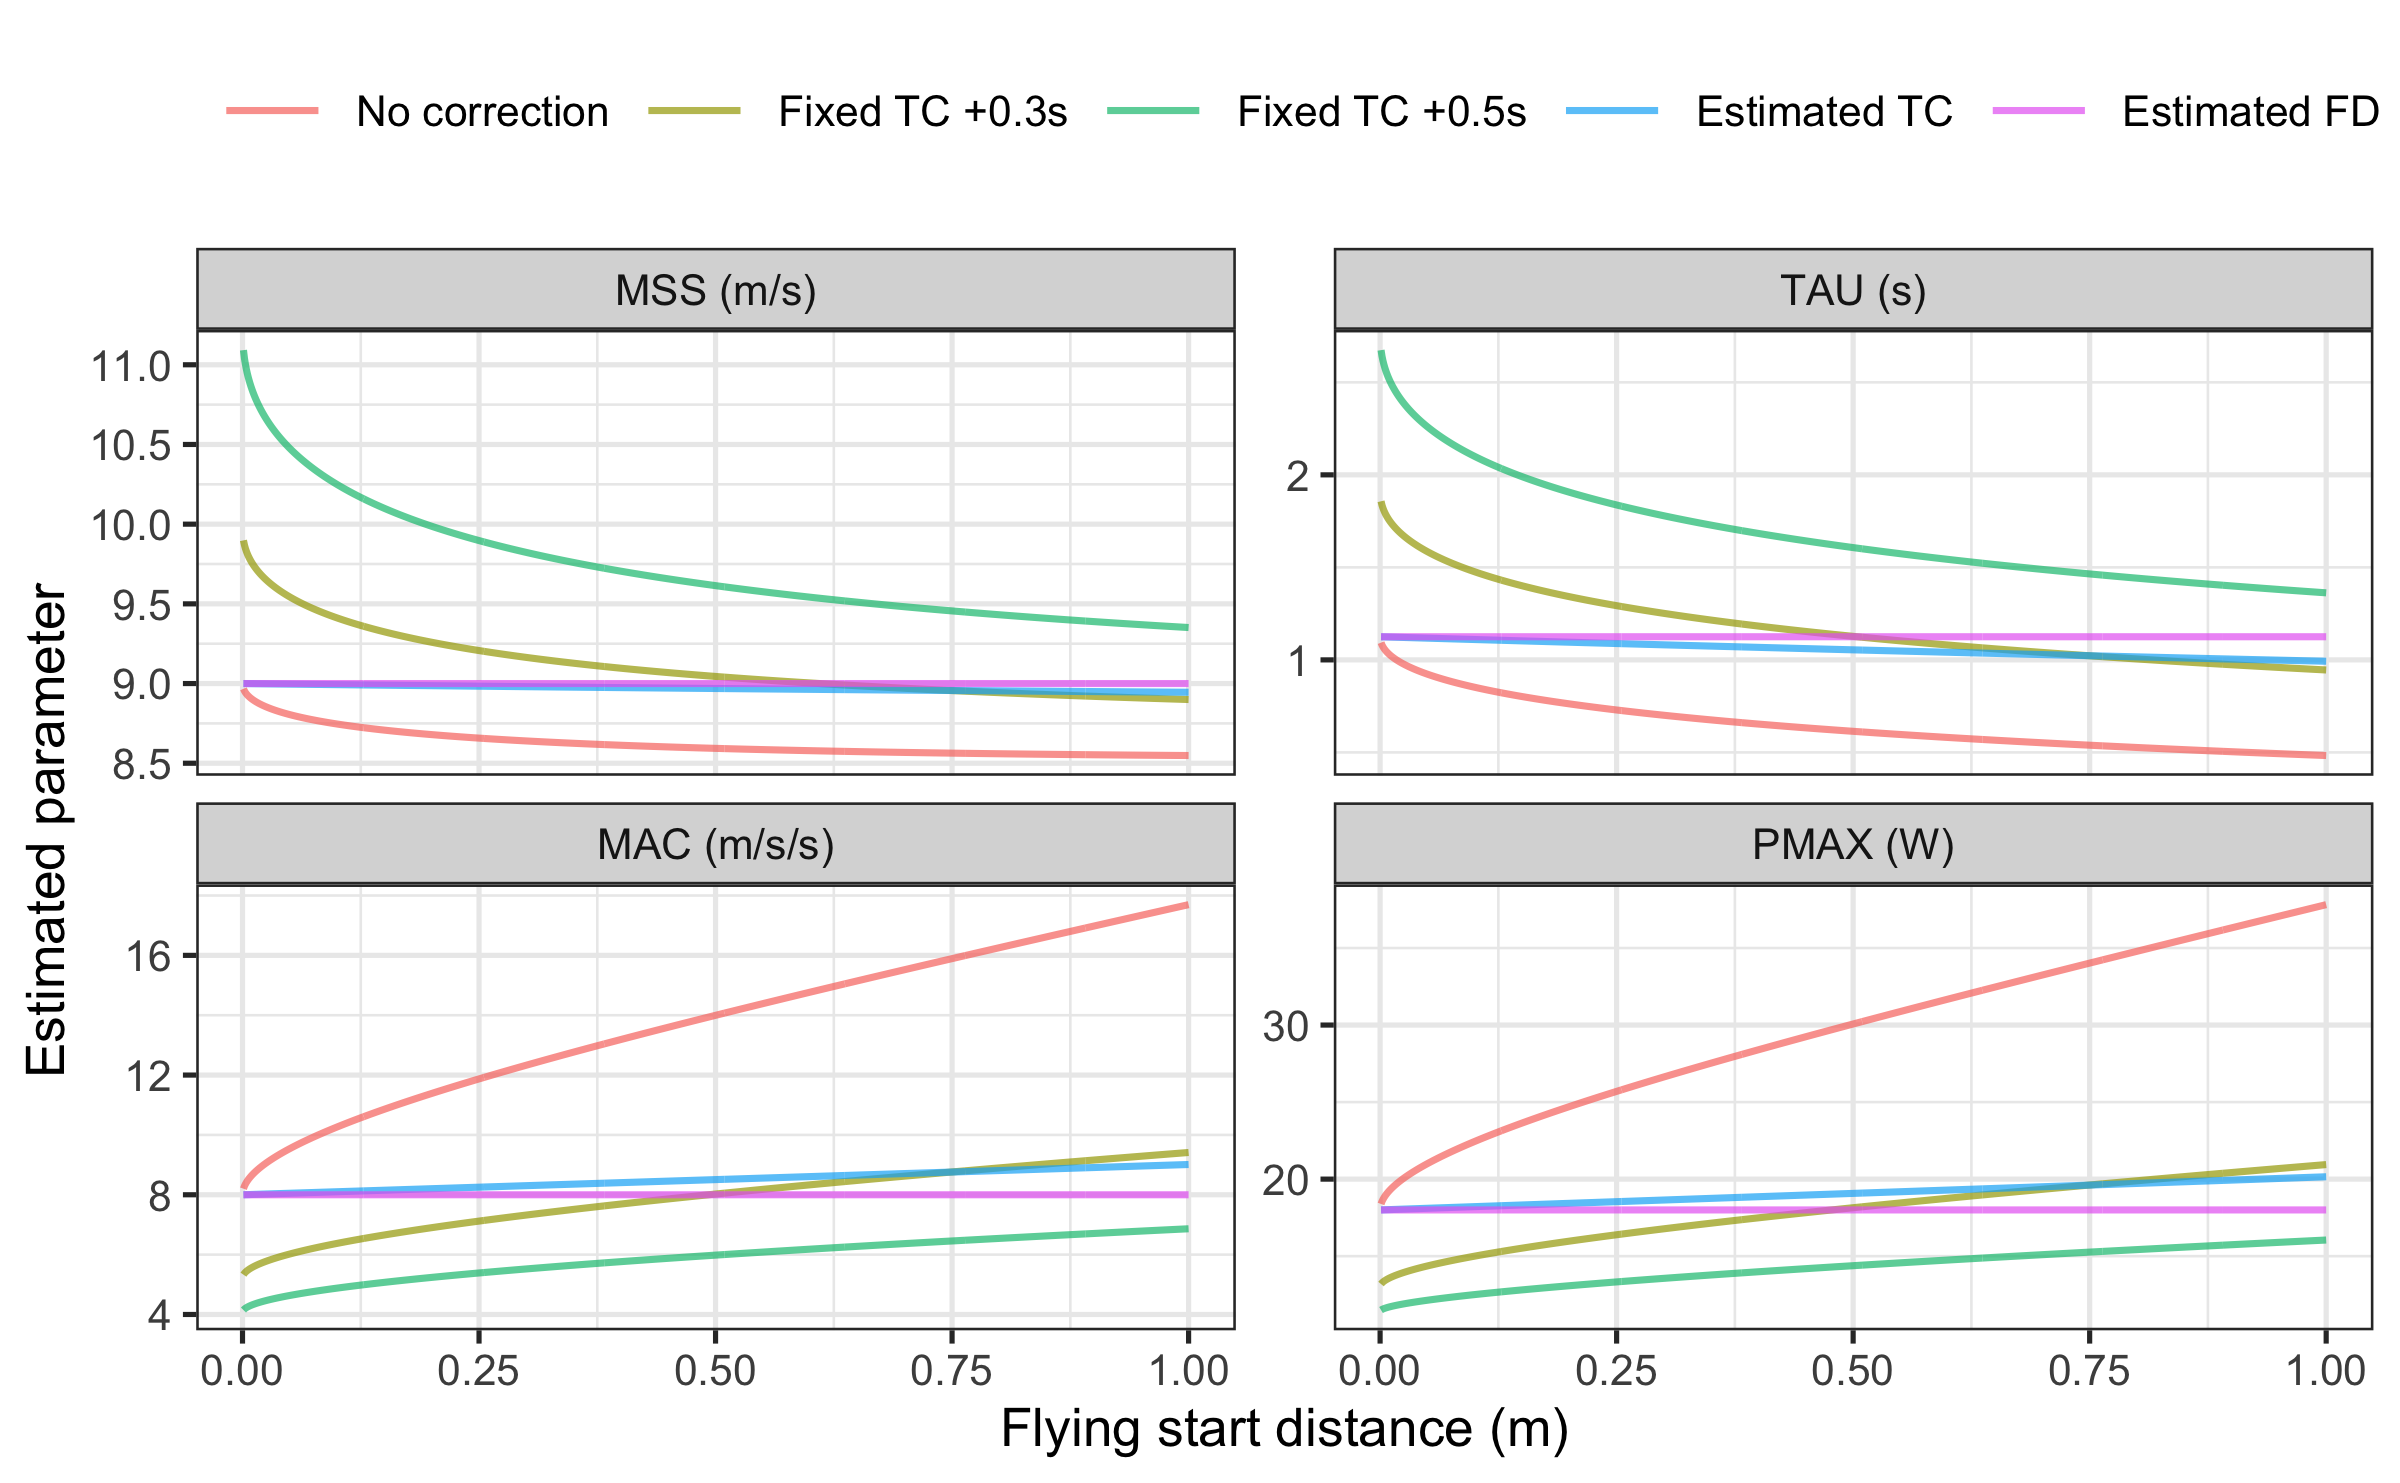 No correction Fixed TC +0.3s Fixed TC +0.5s Estimated TC Estimated FD
MSS (m/s) TAU (s)
11.0
10.5
10.0
9.5
9.0
8.5
2
1
MAC (m/s/s) PMAX (W)
16
12
8
4
30
20
0.00 0.25 0.50 0.75 1.00 0.00 0.25 0.50 0.75 1.00
Flying start distance (m)
Estimated parameter